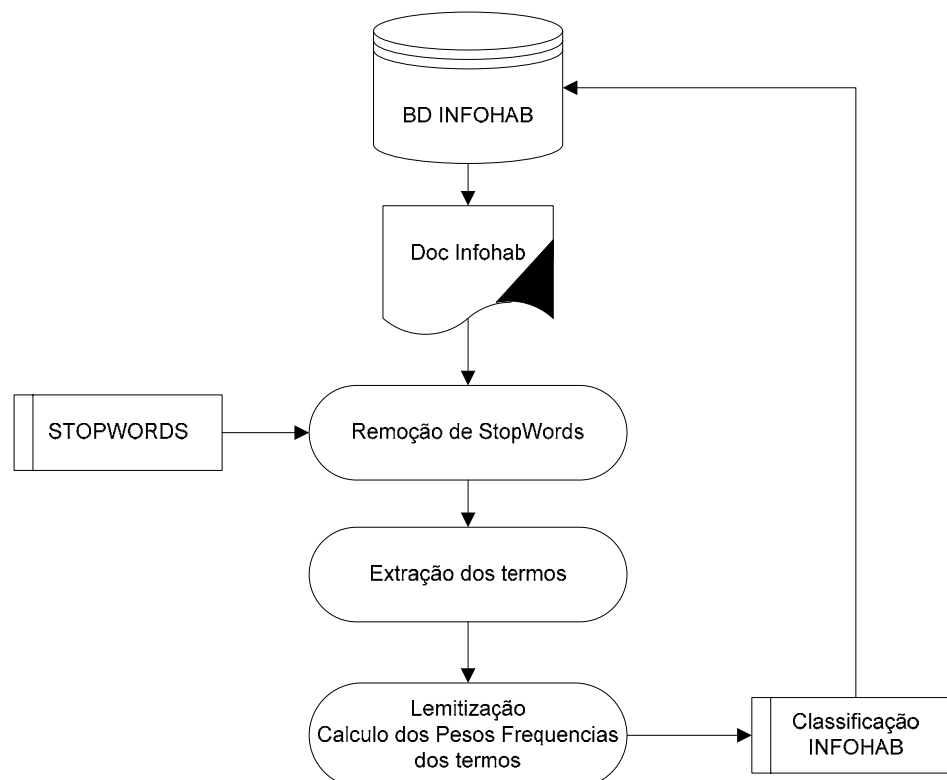 BD INFOHAB
Doc Infohab
STOPWORDS
Remoção de StopWords
Extração dos termos
Lemitização
Calculo dos Pesos Frequencias
dos termos
Classificação
INFOHAB